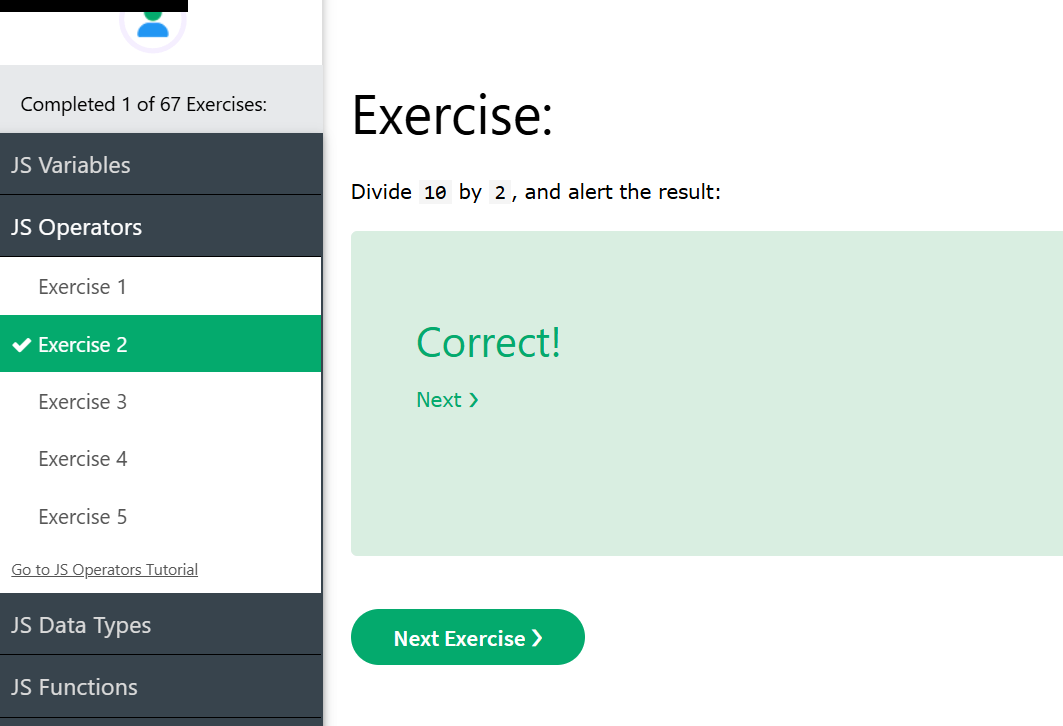 Completed 1 of 67 Exercises:
JS Variables
JS Operators
Exercise 1
Exercise 2
Exercise 3
Exercise 4
Exercise 5
Go to JS Operators Tutorial
JS Data Types
JS Functions
Exercise:
Divide 10 by 2, and alert the result:
Correct!
Next ❯
Next Exercise ❯